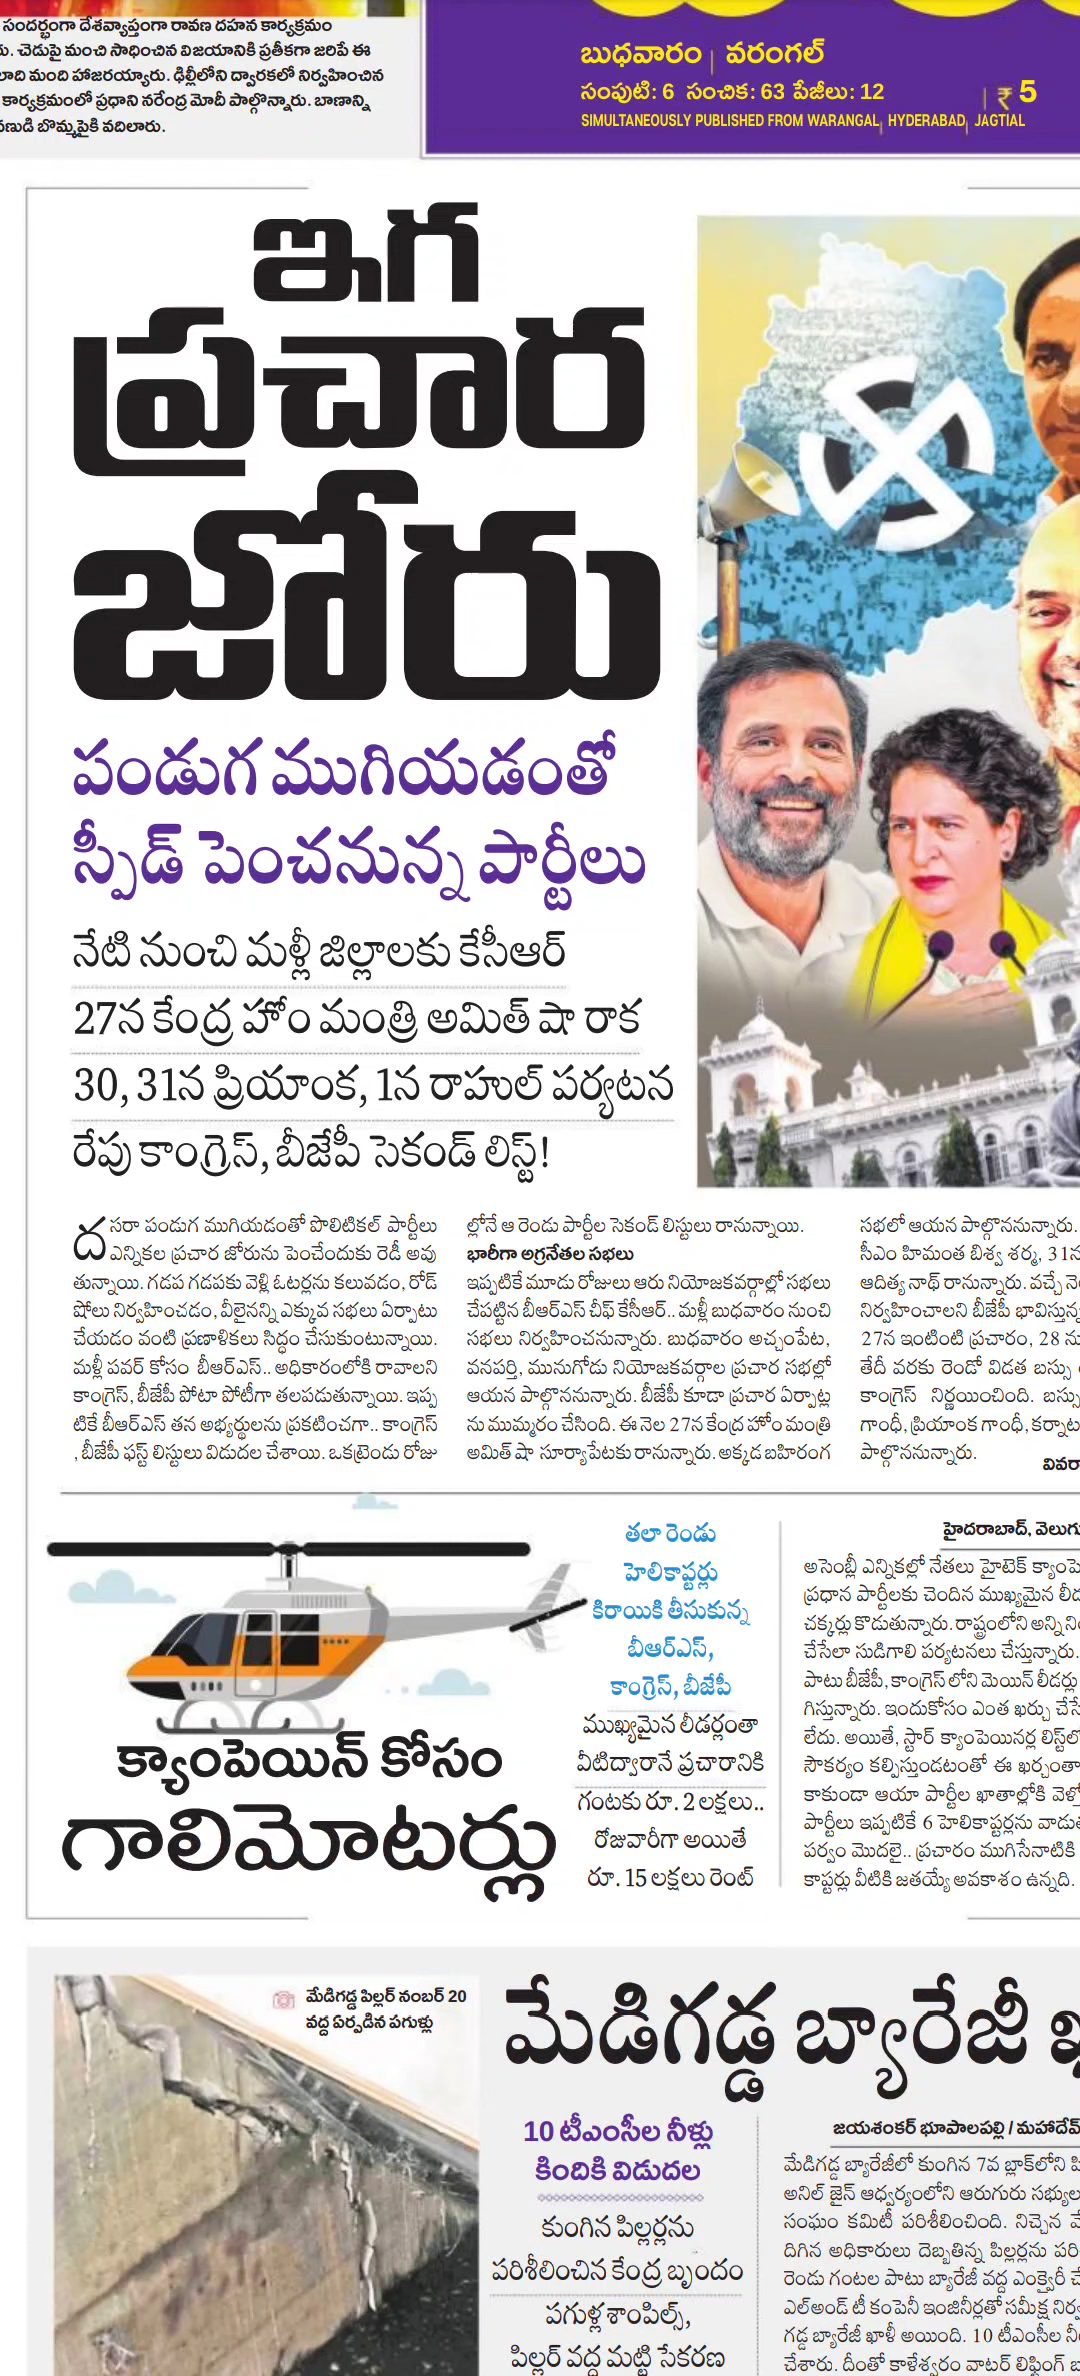 సందర్భంగా దేశవ్యాప్తంగా రావణ దహన కార్యక్రమం
చెడుపై మంచి సాధించిన విజయానికి ప్రతీకగా జరిపే ఈ
మంది హాజరయ్యారు. ఢిల్లీలోని ద్వారకలో నిర్వహించిన
కార్యక్రమంలో ప్రధాని నరేంద్ర మోదీ పాల్గొన్నారు. బాణాన్ని
బొమ్మపైకి వదిలారు.
బుధవారం | వరంగల్
సంపుటి: 6 సంచిక: 63 పేజీలు: 12 | ₹ 5
SIMULTANEOUSLY PUBLISHED FROM WARANGAL| HYDERABAD| JAGTIAL
ఇగ
ప్రచార
జోరు
పండుగ ముగియడంతో
స్పీడ్ పెంచనున్న పార్టీలు
నేటి నుంచి మళ్లీ జిల్లాలకు కేసీఆర్
27న కేంద్ర హోం మంత్రి అమిత్ షా రాక
30, 31న ప్రియాంక, 1న రాహుల్ పర్యటన
రేపు కాంగ్రెస్, బీజేపీ సెకండ్ లిస్ట్!
దసరా పండుగ ముగియడంతో పొలిటికల్ పార్టీలు
ఎన్నికల ప్రచార జోరును పెంచేందుకు రెడీ అవు
తున్నాయి. గడప గడపకు వెళ్లి ఓటర్లను కలువడం, రోడ్
షోలు నిర్వహించడం, వీలైనన్ని ఎక్కువ సభలు ఏర్పాటు
చేయడం వంటి ప్రణాళికలు సిద్ధం చేసుకుంటున్నాయి.
మళ్లీ పవర్ కోసం బీఆర్ఎస్.. అధికారంలోకి రావాలని
కాంగ్రెస్, బీజేపీ పోటా పోటీగా తలపడుతున్నాయి. ఇప్ప
టికే బీఆర్ఎస్ తన అభ్యర్థులను ప్రకటించగా.. కాంగ్రెస్
, బీజేపీ ఫస్ట్ లిస్టులు విడుదల చేశాయి. ఒకట్రెండు రోజు
ల్లోనే ఆ రెండు పార్టీల సెకండ్ లిస్టులు రానున్నాయి.
భారీగా అగ్రనేతల సభలు
ఇప్పటికే మూడు రోజులు ఆరు నియోజకవర్గాల్లో సభలు
చేపట్టిన బీఆర్ఎస్ చీఫ్ కేసీఆర్.. మళ్లీ బుధవారం నుంచి
సభలు నిర్వహించనున్నారు. బుధవారం అచ్చంపేట,
వనపర్తి, మునుగోడు నియోజకవర్గాల ప్రచార సభల్లో
ఆయన పాల్గొననున్నారు. బీజేపీ కూడా ప్రచార ఏర్పాట్ల
ను ముమ్మరం చేసింది. ఈ నెల 27న కేంద్ర హోం మంత్రి
అమిత్ షా సూర్యాపేటకు రానున్నారు. అక్కడ బహిరంగ
సభలో ఆయన పాల్గొననున్నారు.
సీఎం హిమంత బిశ్వ శర్మ, 31న
ఆదిత్య నాథ్ రానున్నారు. వచ్చే
నిర్వహించాలని బీజేపీ
27న ఇంటింటి ప్రచారం, 28
తేదీ వరకు రెండో విడత బస్సు
కాంగ్రెస్ నిర్ణయించింది.
గాంధీ, ప్రియాంక గాంధీ,
పాల్గొననున్నారు.
క్యాంపెయిన్ కోసం
గాలిమోటర్లు
తలా రెండు
హెలికాప్టర్లు
కిరాయికి తీసుకున్న
బీఆర్ఎస్,
కాంగ్రెస్, బీజేపీ
ముఖ్యమైన లీడర్లంతా
వీటిద్వారానే ప్రచారానికి
గంటకు రూ. 2 లక్షలు..
రోజువారీగా అయితే
రూ. 15 లక్షలు రెంట్
హైదరాబాద్, వెలుగు
అసెంబ్లీ ఎన్నికల్లో నేతలు హైటెక్
ప్రధాన పార్టీలకు చెందిన ముఖ్యమైన
చక్కర్లు కొడుతున్నారు. రాష్ట్రంలోని అన్ని
చేసేలా సుడిగాలి పర్యటనలు చేస్తున్నారు.
పాటు బీజేపీ, కాంగ్రెస్ లోని మెయిన్ లీడర్లు
గిస్తున్నారు. ఇందుకోసం ఎంత ఖర్చు
లేదు. అయితే, స్టార్ క్యాంపెయినర్ల
సౌకర్యం కల్పిస్తుండటంతో ఈ ఖర్చంతా
కాకుండా ఆయా పార్టీల ఖాతాల్లోకి
పార్టీలు ఇప్పటికే 6 హెలికాప్టర్లను
పర్వం మొదలై.. ప్రచారం ముగిసేనాటికి
కాప్టర్లు వీటికి జతయ్యే అవకాశం ఉన్నది.
మేడిగడ్డ పిల్లర్ నంబర్ 20
వద్ద ఏర్పడిన పగుళ్లు
మేడిగడ్డ బ్యారేజీ
10 టీఎంసీల నీళ్లు
కిందికి విడుదల
కుంగిన పిల్లర్లను
పరిశీలించిన కేంద్ర బృందం
పగుళ్ల శాంపిల్స్,
పిల్లర్ వద్ద మట్టి సేకరణ
జయశంకర్ భూపాలపల్లి / మహాదేవ్
మేడిగడ్డ బ్యారేజీలో కుంగిన 7వ బ్లాక్‌లోని
అనిల్ జైన్ ఆధ్వర్యంలోని ఆరుగురు
సంఘం కమిటీ పరిశీలించింది. నిచ్చెన
దిగిన అధికారులు దెబ్బతిన్న పిల్లర్లను
రెండు గంటల పాటు బ్యారేజీ వద్ద ఎంక్వైరీ
ఎల్అండ్ టీ కంపెనీ ఇంజినీర్లతో సమీక్ష
గడ్డ బ్యారేజీ ఖాళీ అయింది. 10 టీఎంసీల
చేశారు. దీంతో కాళేశ్వరం వాటర్ లిఫ్టింగ్